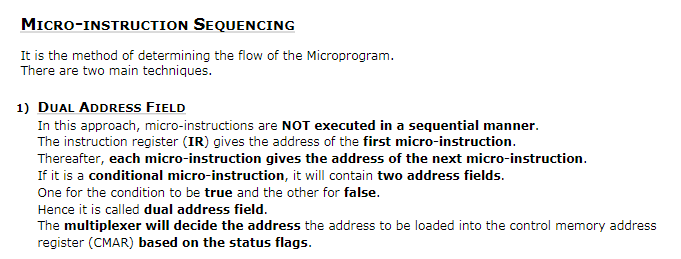 MICRO-INSTRUCTION SEQUENCING
It is the method of determining the flow of the Microprogram.
There are two main techniques.
1) DUAL ADDRESS FIELD
In this approach, micro-instructions are NOT executed in a sequential manner.
The instruction register (IR) gives the address of the first micro-instruction.
Thereafter, each micro-instruction gives the address of the next micro-instruction.
If it is a conditional micro-instruction, it will contain two address fields.
One for the condition to be true and the other for false.
Hence it is called dual address field.
The multiplexer will decide the address the address to be loaded into the control memory address
register (CMAR) based on the status flags.